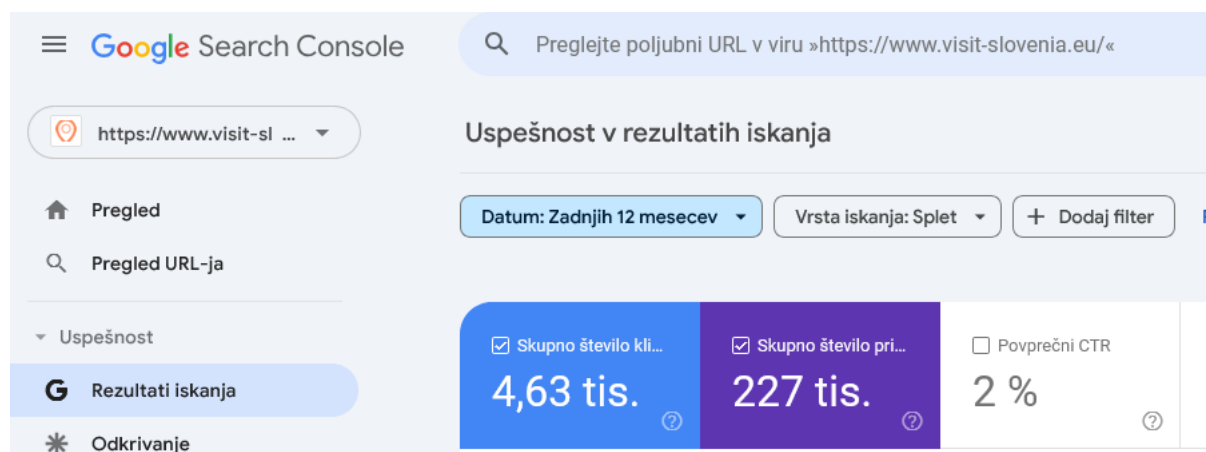 Google Search Console
Preglejte poljubni URL v viru »https://www.visit-slovenia.eu/«
https://www.visit-sl ...
Uspešnost v rezultatih iskanja
Pregled
Pregled URL-ja
Uspešnost
Rezultati iskanja
Odkrivanje
Datum: Zadnjih 12 mesecev
Vrsta iskanja: Splet
+ Dodaj filter
Skupno število kli...
4,63 tis.
Skupno število pri...
227 tis.
Povprečni CTR
2 %